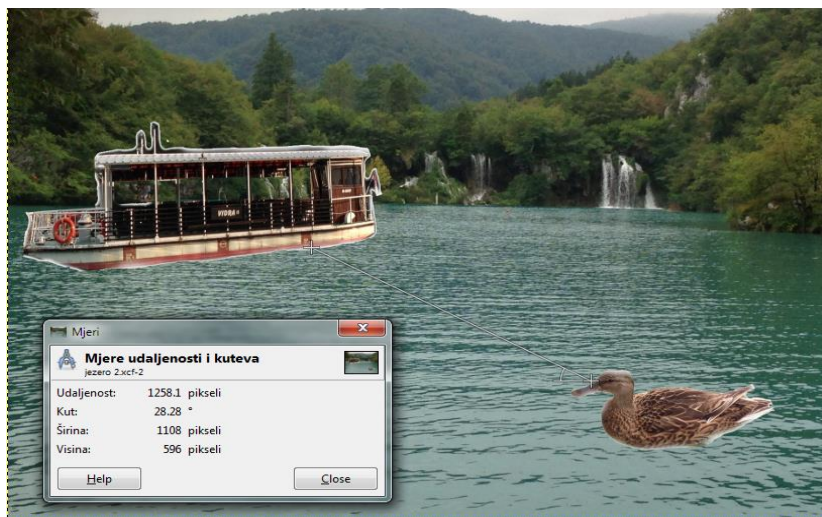 VIDRA
Mjeri
Mjere udaljenosti i kuteva
jezero 2.xcf-2
Udaljenost: 1258.1 pikseli
Kut: 28.28 °
Širina: 1108 pikseli
Visina: 596 pikseli
Help Close